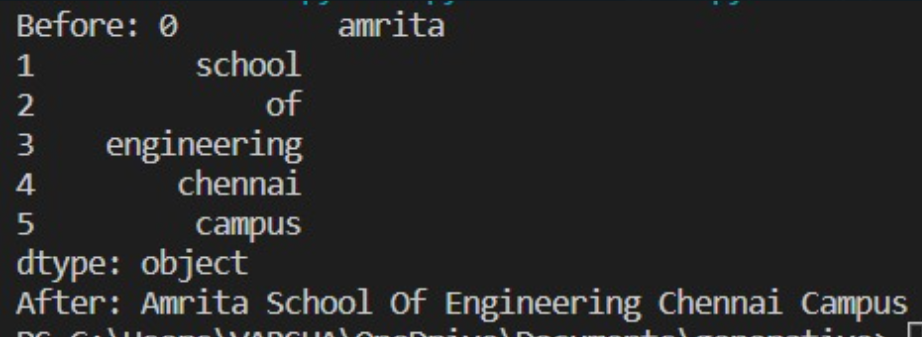 Before: 0         amrita
1         school
2             of
3    engineering
4        chennai
5         campus
dtype: object
After: Amrita School Of Engineering Chennai Campus